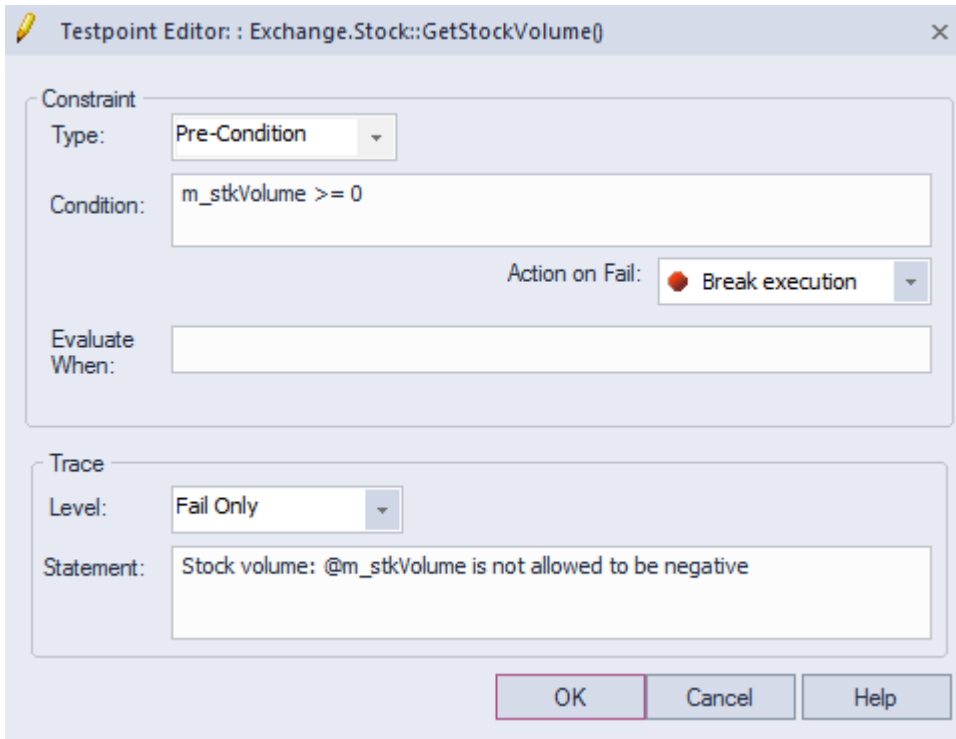 Testpoint Editor: : Exchange.Stock::GetStockVolume()
Constraint
Type: Pre-Condition
Condition: m_stkVolume >= 0
Action on Fail: Break execution
Evaluate
When:
Trace
Level: Fail Only
Statement: Stock volume: @m_stkVolume is not allowed to be negative
OK Cancel Help